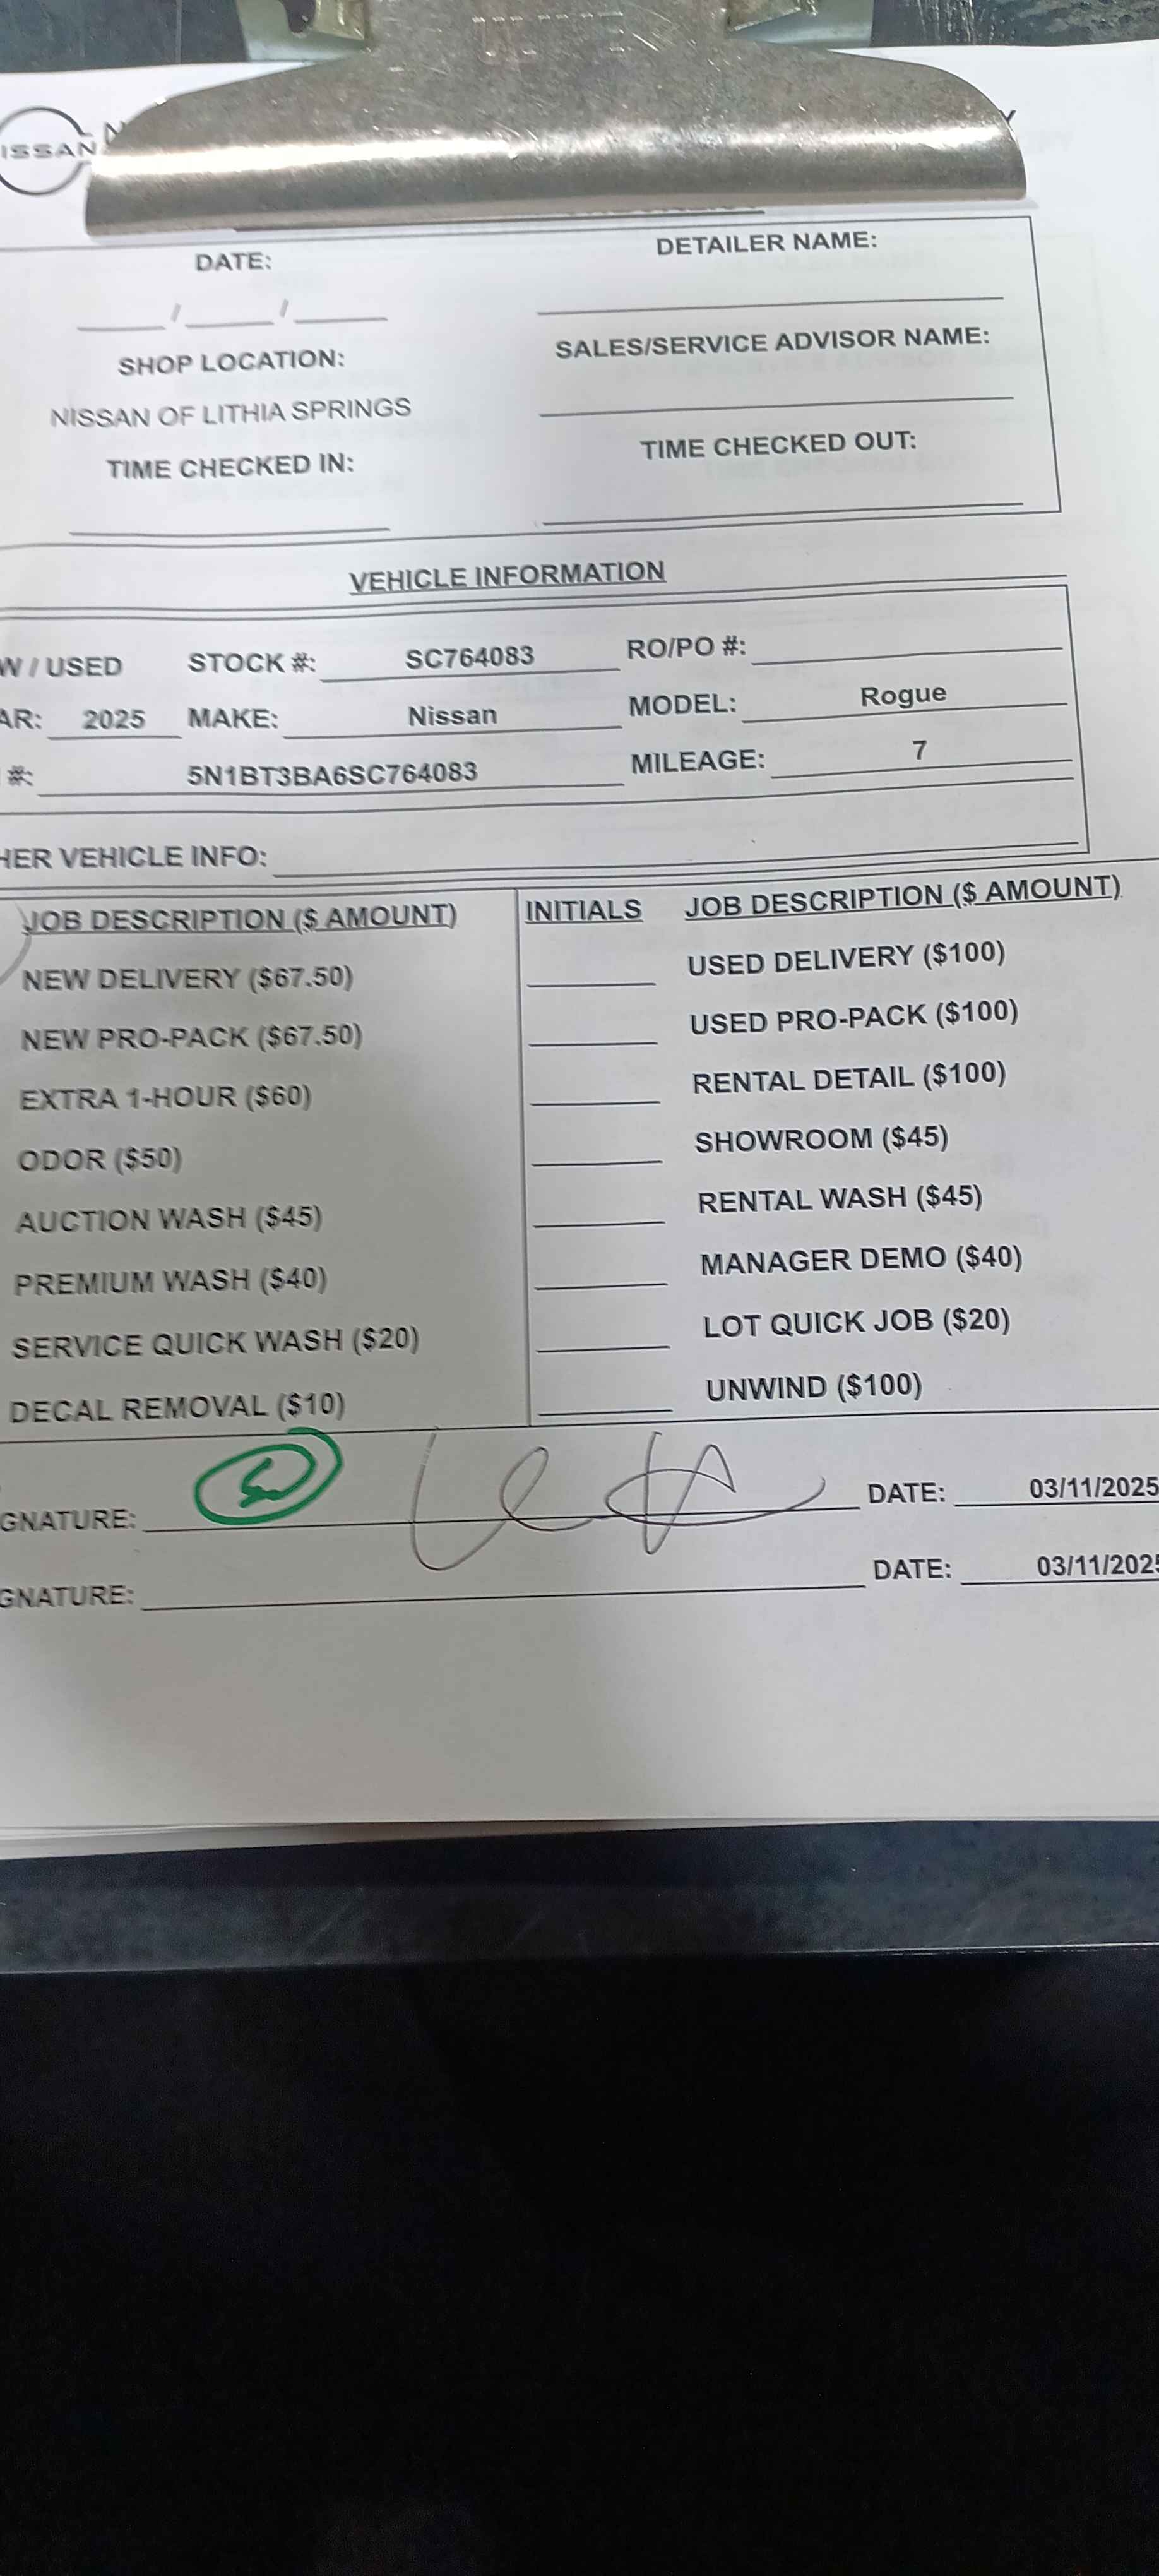 ISSAN
DATE: DETAILER NAME:
/ /
SHOP LOCATION: SALES/SERVICE ADVISOR NAME:
NISSAN OF LITHIA SPRINGS
TIME CHECKED IN: TIME CHECKED OUT:
VEHICLE INFORMATION
W / USED STOCK #: SC764083 RO/PO #:
AR: 2025 MAKE: Nissan MODEL: Rogue
#: 5N1BT3BA6SC764083 MILEAGE: 7
HER VEHICLE INFO:
JOB DESCRIPTION ($ AMOUNT) INITIALS JOB DESCRIPTION ($ AMOUNT)
NEW DELIVERY ($67.50) USED DELIVERY ($100)
NEW PRO-PACK ($67.50) USED PRO-PACK ($100)
EXTRA 1-HOUR ($60) RENTAL DETAIL ($100)
ODOR ($50) SHOWROOM ($45)
AUCTION WASH ($45) RENTAL WASH ($45)
PREMIUM WASH ($40) MANAGER DEMO ($40)
SERVICE QUICK WASH ($20) LOT QUICK JOB ($20)
DECAL REMOVAL ($10) UNWIND ($100)
GNATURE: DATE: 03/11/2025
GNATURE: DATE: 03/11/2025